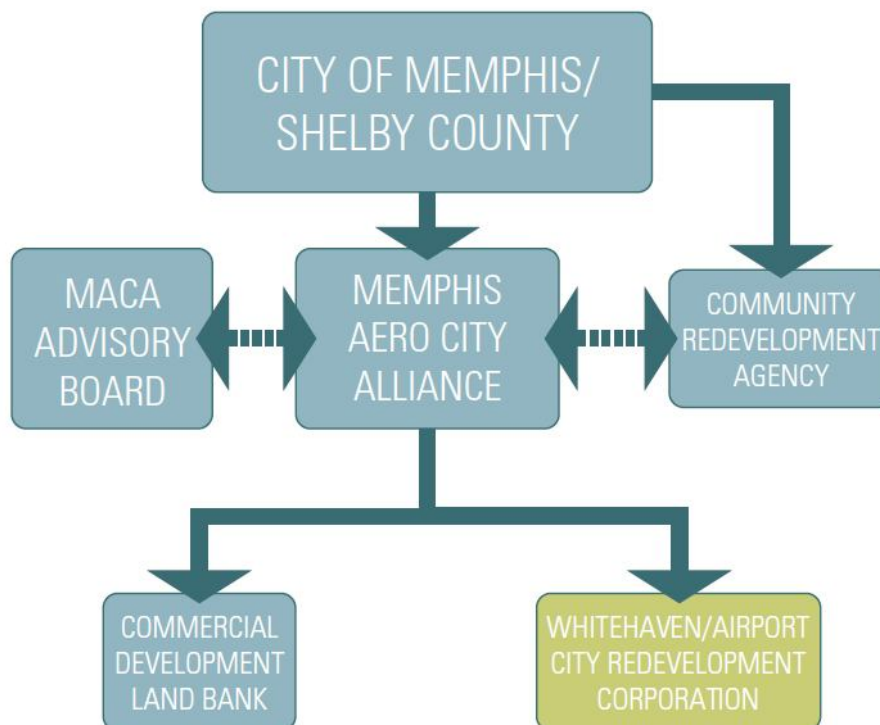 CITY OF MEMPHIS/
SHELBY COUNTY
MACA
ADVISORY
BOARD
MEMPHIS
AERO CITY
ALLIANCE
COMMUNITY
REDEVELOPMENT
AGENCY
COMMERCIAL
DEVELOPMENT
LAND BANK
WHITEHAVEN/AIRPORT
CITY REDEVELOPMENT
CORPORATION